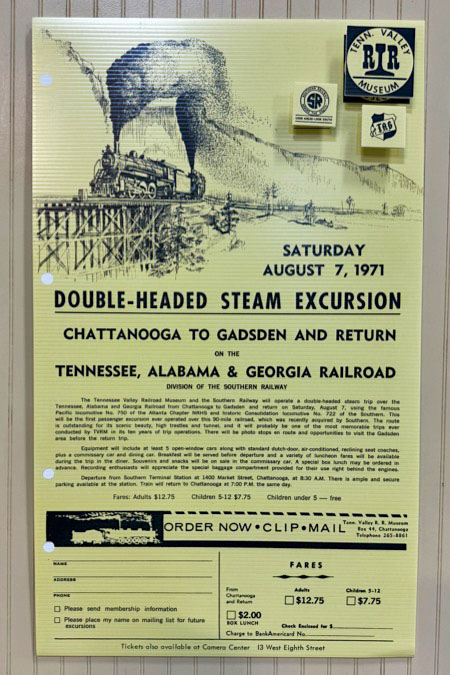 TENN. VALLEY
R T R
MUSEUM
SR
SATURDAY
AUGUST 7, 1971
DOUBLE-HEADED STEAM EXCURSION
CHATTANOOGA TO GADSDEN AND RETURN
ON THE
TENNESSEE, ALABAMA & GEORGIA RAILROAD
DIVISION OF THE SOUTHERN RAILWAY
The Tennessee Valley Railroad Museum and the Southern Railway will operate a double-headed steam trip over the
Tennessee, Alabama and Georgia Railroad from Chattanooga to Gadsden and return on Saturday, August 7, using the famous
Pacific locomotive No. 750 of the Atlanta Chapter NRHS and historic Consolidation locomotive No. 722 of the Southern. This
will be the first passenger excursion ever operated over this 90-mile railroad, which was recently acquired by Southern. The route
is outstanding for its scenic beauty, high trestles and tunnel, and it will probably be one of the most memorable trips ever
conducted by TVRM in its ten years of trip operations. There will be photo stops en route and opportunities to visit the Gadsden
area before the return trip.
Equipment will include at least 5 open-window cars along with standard dutch-door, air-conditioned, reclining seat coaches,
plus a commissary car and dining car. Breakfast will be served before departure and a variety of luncheon fares will be available
during the trip in the diner. Souvenirs and snacks will be on sale in the commissary car. A special box lunch may be ordered in
advance. Recording enthusiasts will appreciate the special baggage compartment provided for their use right behind the engines.
Departure from Southern Terminal Station at 1400 Market Street, Chattanooga, at 8:30 A.M. There is ample and secure
parking available at the station. Train will return to Chattanooga at 7:00 P.M. the same day.
Fares: Adults $12.75 Children 5-12 $7.75 Children under 5 — free
ORDER NOW • CLIP • MAIL
Tenn. Valley R. R. Museum
Box 44, Chattanooga
Telephone 265-8861
NAME
ADDRESS
PHONE
Please send membership information
Please place my name on mailing list for future
excursions
FARES
From
Chattanooga
and Return
Adults
$12.75
Children 5-12
$7.75
$2.00
BOX LUNCH
Check Enclosed for $
Charge to BankAmericard No.
Tickets also available at Camera Center 13 West Eighth Street